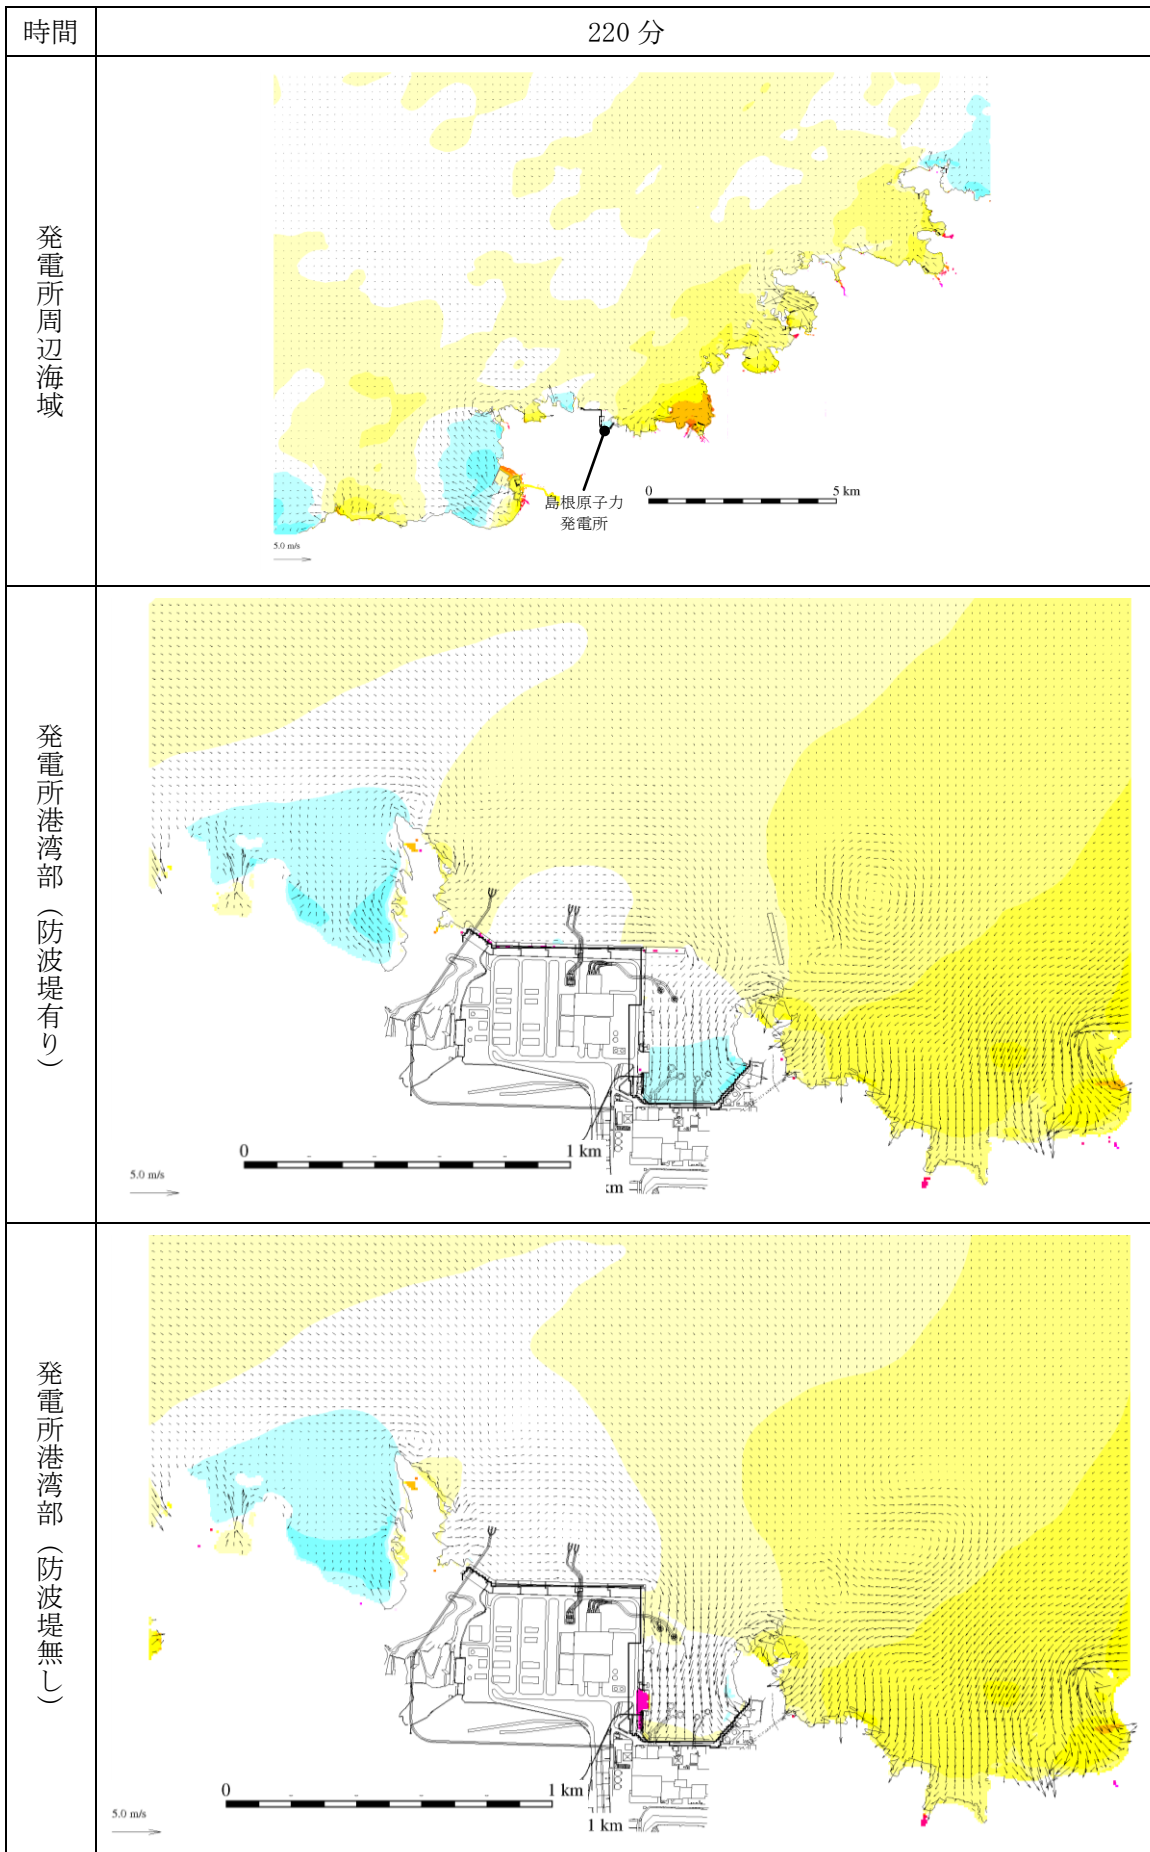 時間
220 分
発電所周辺海域
島根原子力
発電所
0
5 km
5.0 m/s
発電所港湾部（防波堤有り）
0
1 km
5.0 m/s
km
発電所港湾部（防波堤無し）
0
1 km
5.0 m/s
1 km